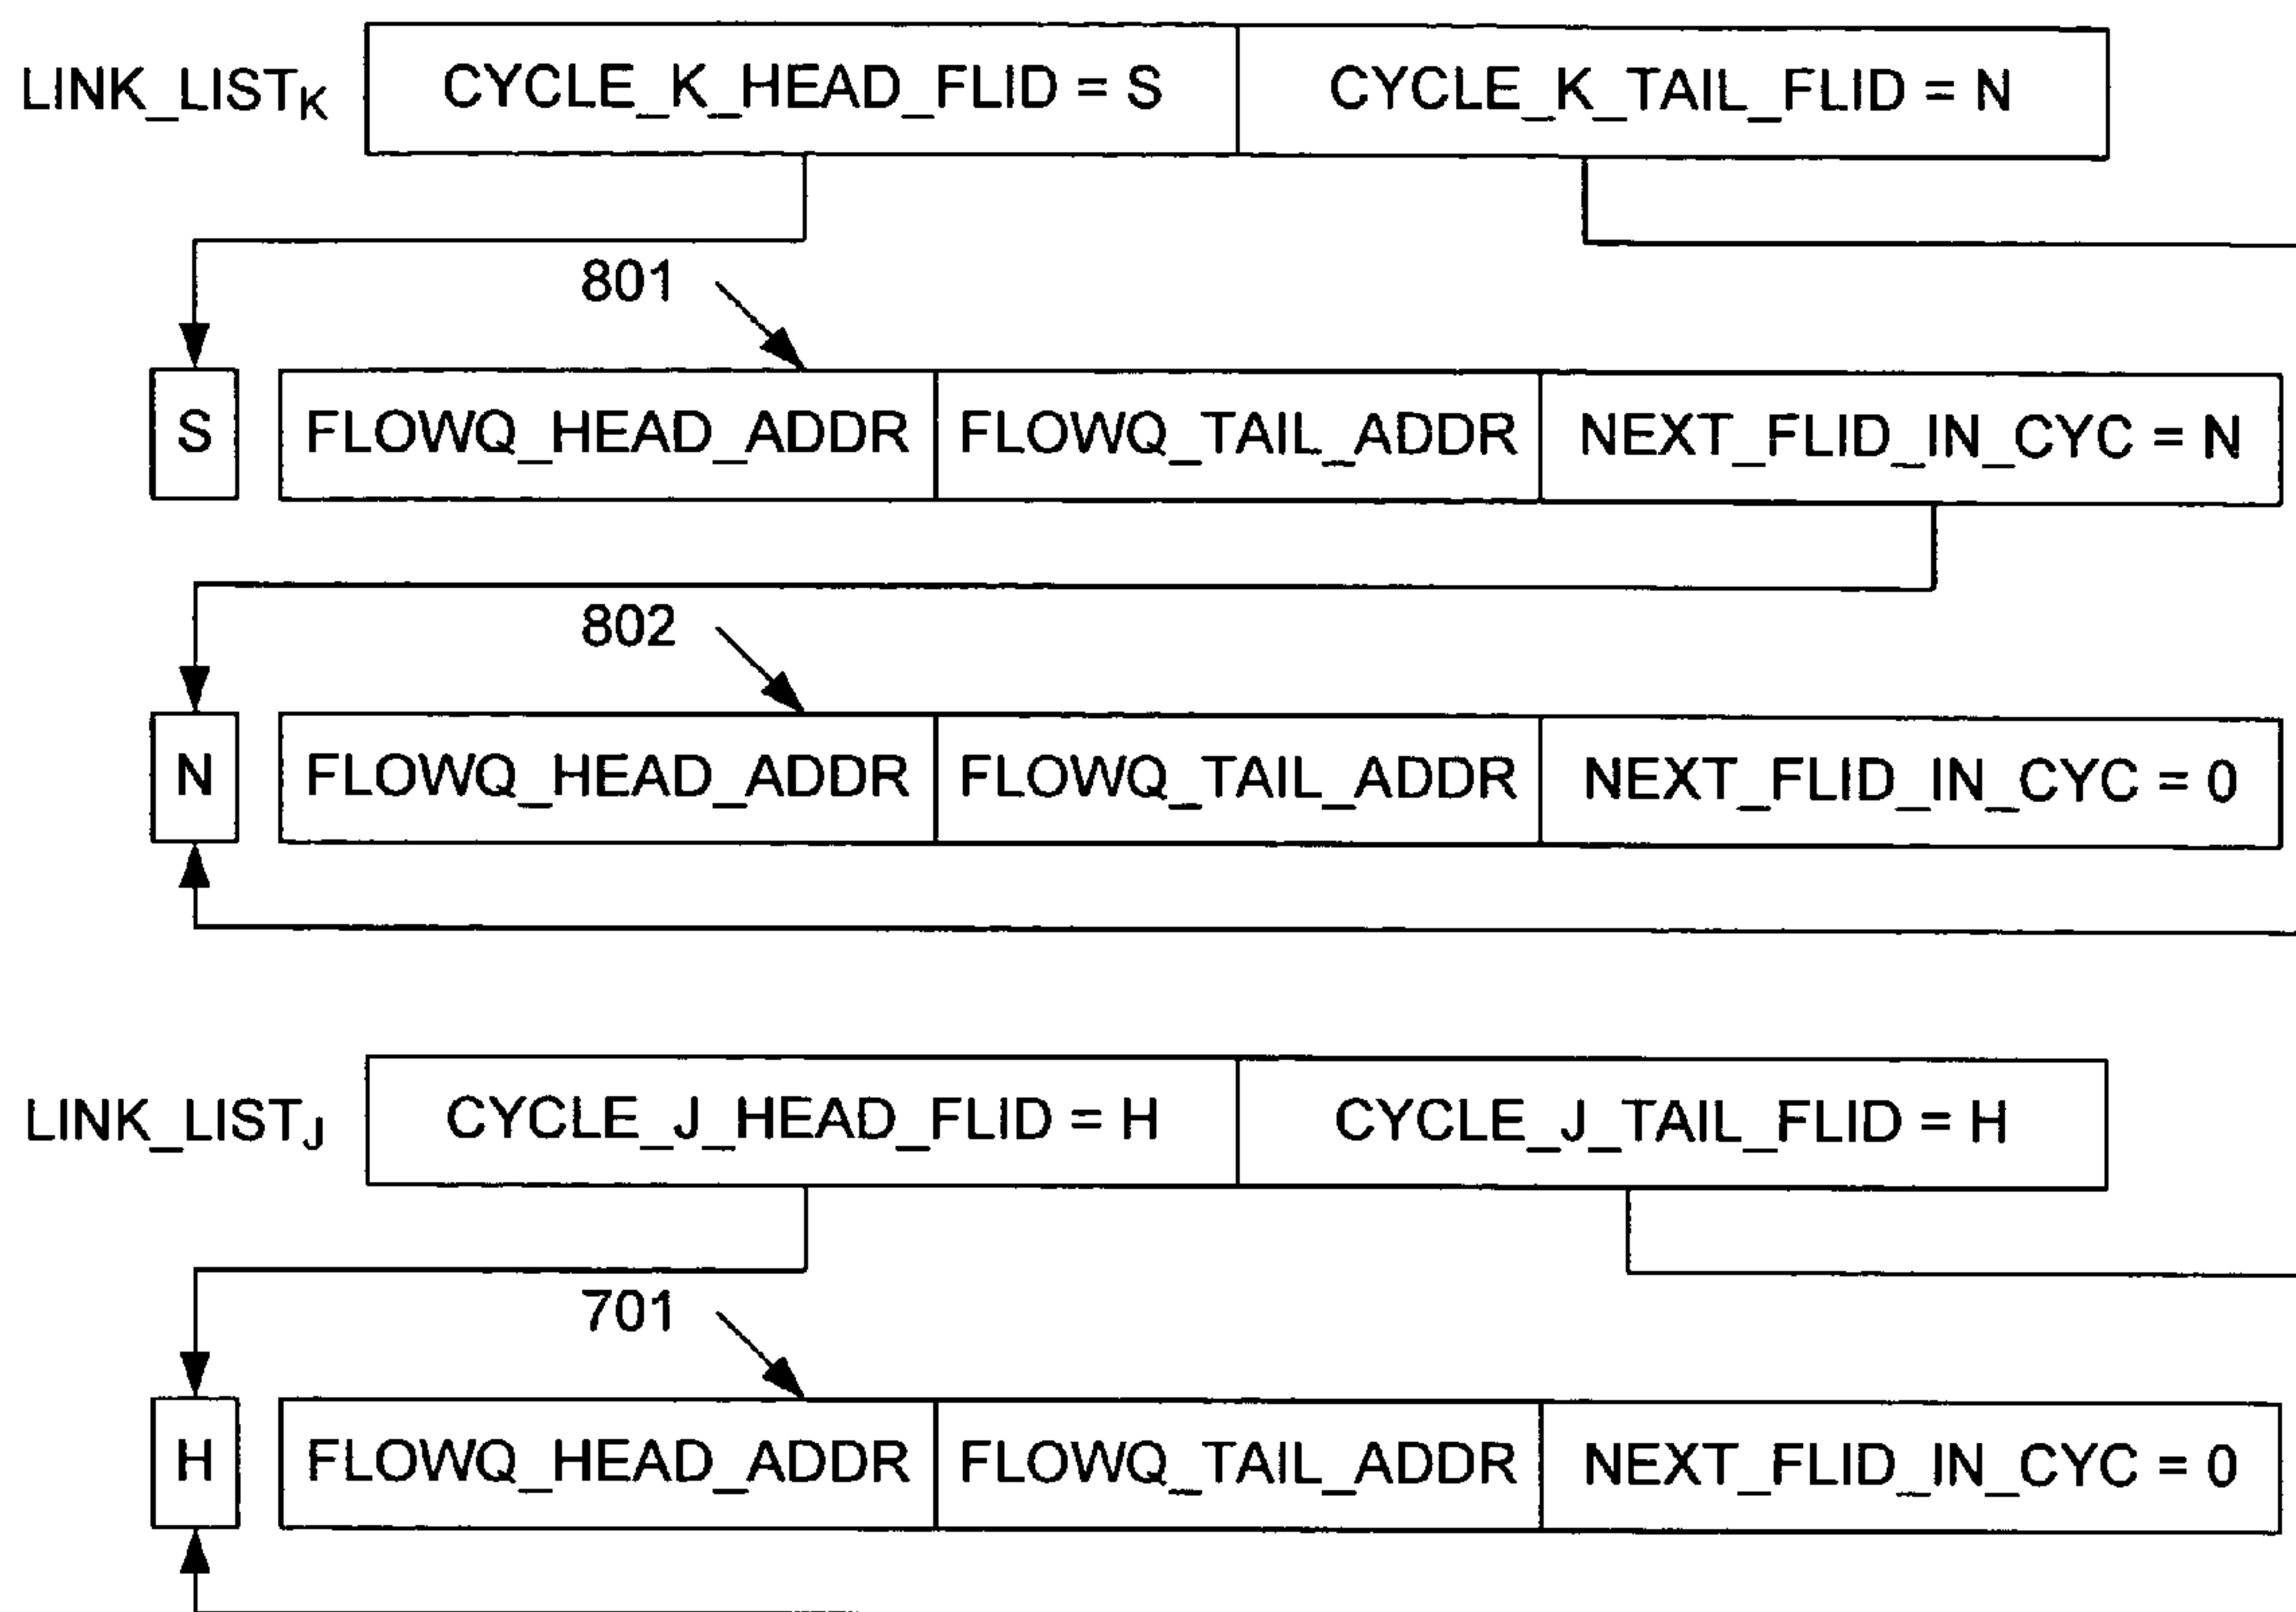 LINK_LISTK CYCLE_K_HEAD_FLID = S CYCLE_K_TAIL_FLID = N
801
S FLOWQ_HEAD_ADDR FLOWQ_TAIL_ADDR NEXT_FLID_IN_CYC = N
802
N FLOWQ_HEAD_ADDR FLOWQ_TAIL_ADDR NEXT_FLID_IN_CYC = 0
LINK_LISTJ CYCLE_J_HEAD_FLID = H CYCLE_J_TAIL_FLID = H
701
H FLOWQ_HEAD_ADDR FLOWQ_TAIL_ADDR NEXT_FLID_IN_CYC = 0